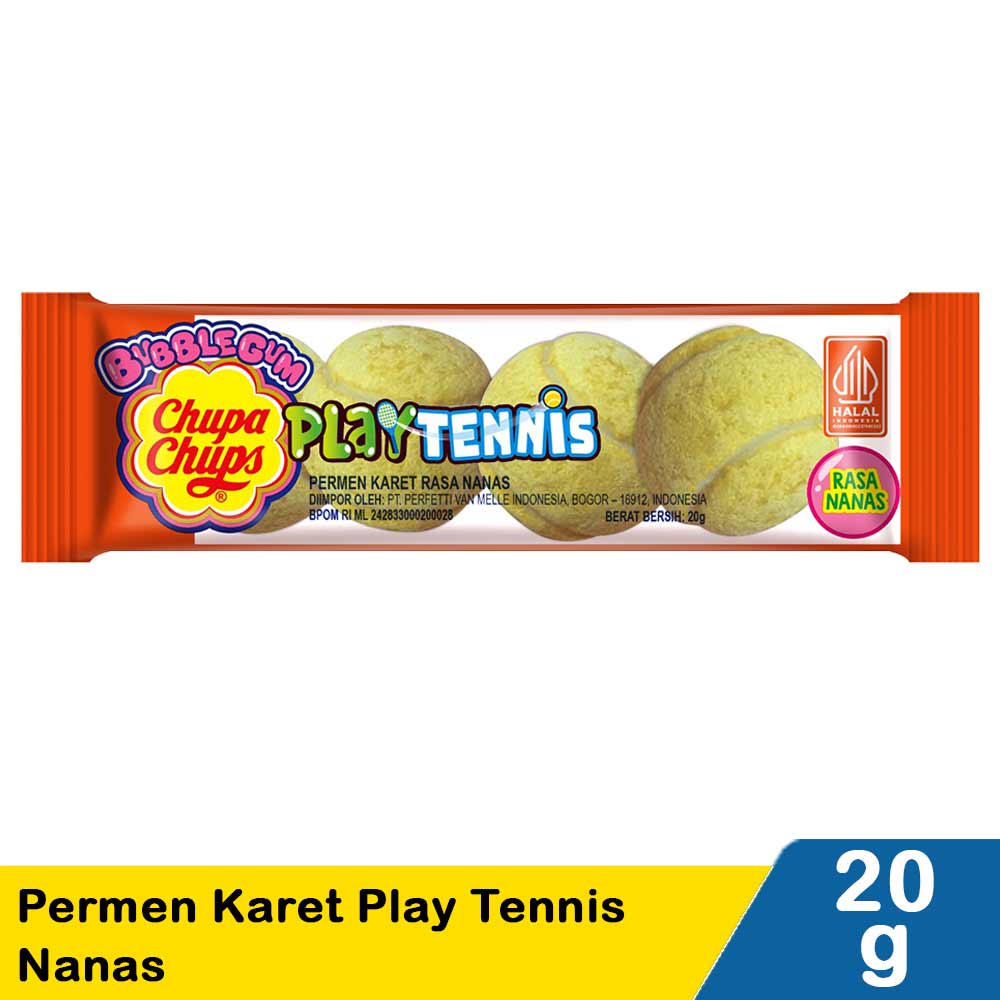 BUBBLE GUM
Chupa
Chups
®
PLAY TENNIS
PERMEN KARET RASA NANAS
DIIMPOR OLEH: PT. PERFETTI VAN MELLE INDONESIA, BOGOR – 16912, INDONESIA
BPOM RI ML 242833000200028
BERAT BERSIH: 20g
HALAL
INDONESIA
RASA
NANAS
Permen Karet Play Tennis
Nanas
20
g